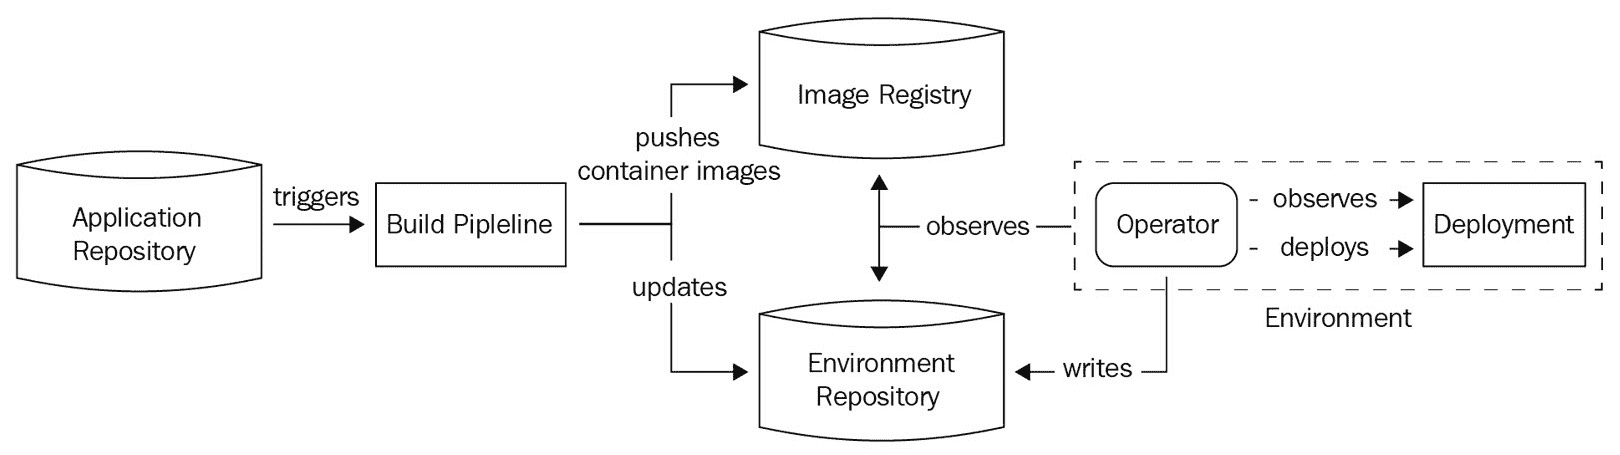 Application
Repository
triggers
Build Pipleline
pushes
container images
updates
Image Registry
Environment
Repository
observes
writes
Operator
observes
deploys
Deployment
Environment